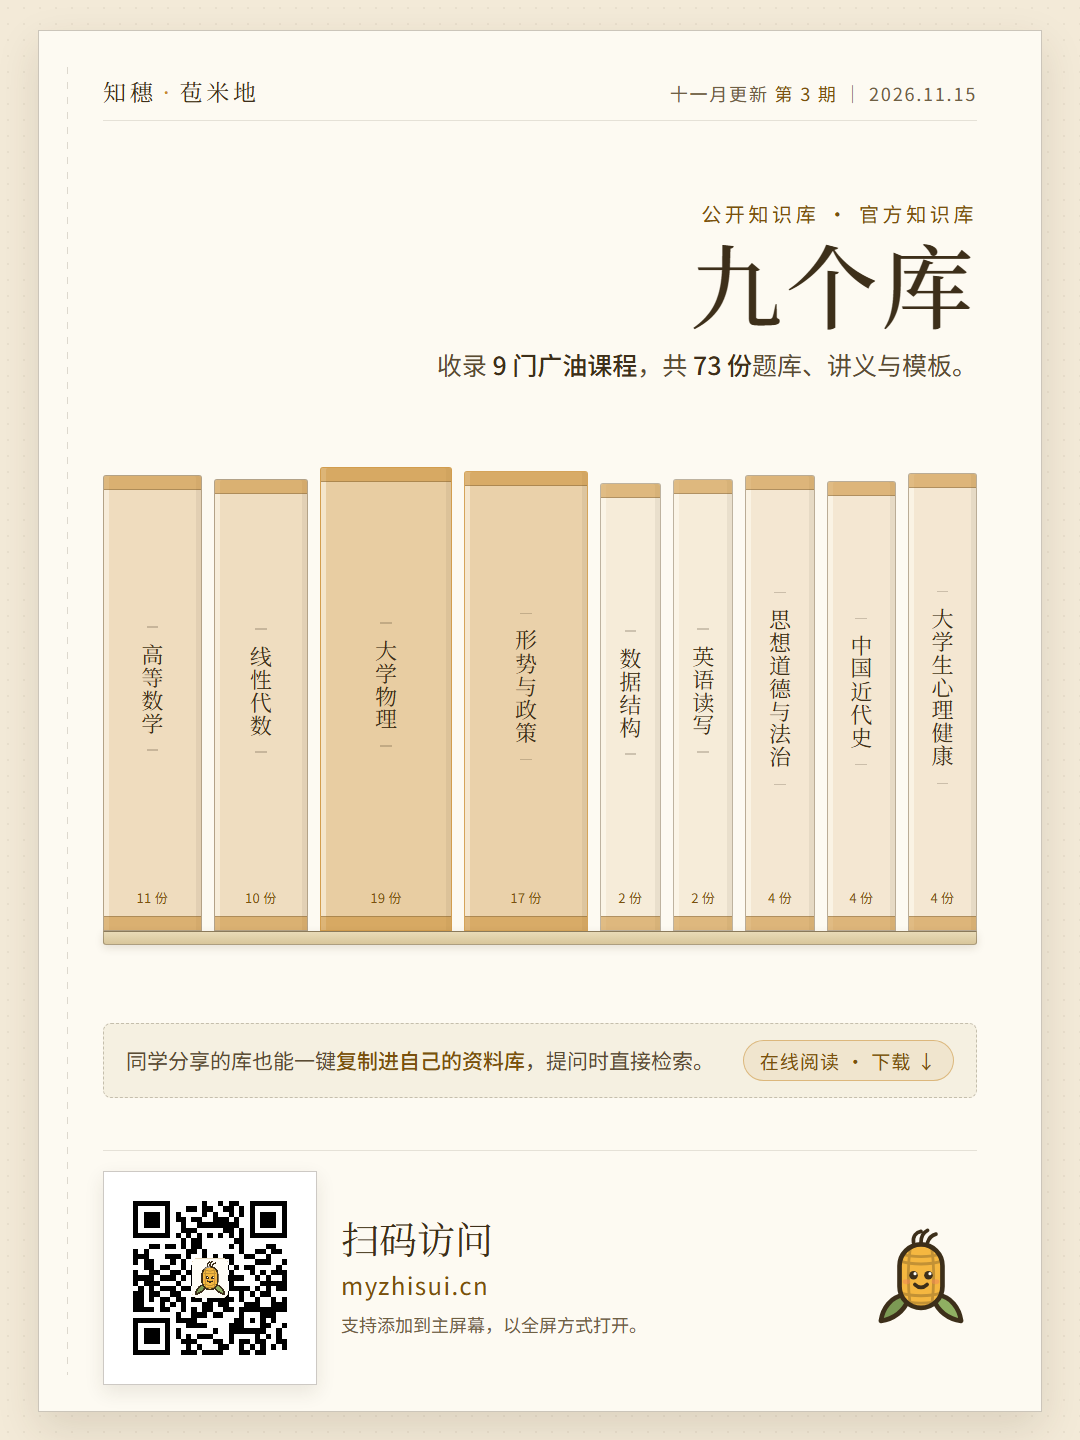 知穗 · 苞米地
十一月更新 第 3 期 | 2026.11.15
公开知识库 · 官方知识库
九个库
收录 9 门广油课程，共 73 份题库、讲义与模板。
高等数学
11 份
线性代数
10 份
大学物理
19 份
形势与政策
17 份
数据结构
2 份
英语读写
2 份
思想道德与法治
4 份
中国近代史
4 份
大学生心理健康
4 份
同学分享的库也能一键复制进自己的资料库，提问时直接检索。
在线阅读 · 下载 ↓
扫码访问
myzhisui.cn
支持添加到主屏幕，以全屏方式打开。